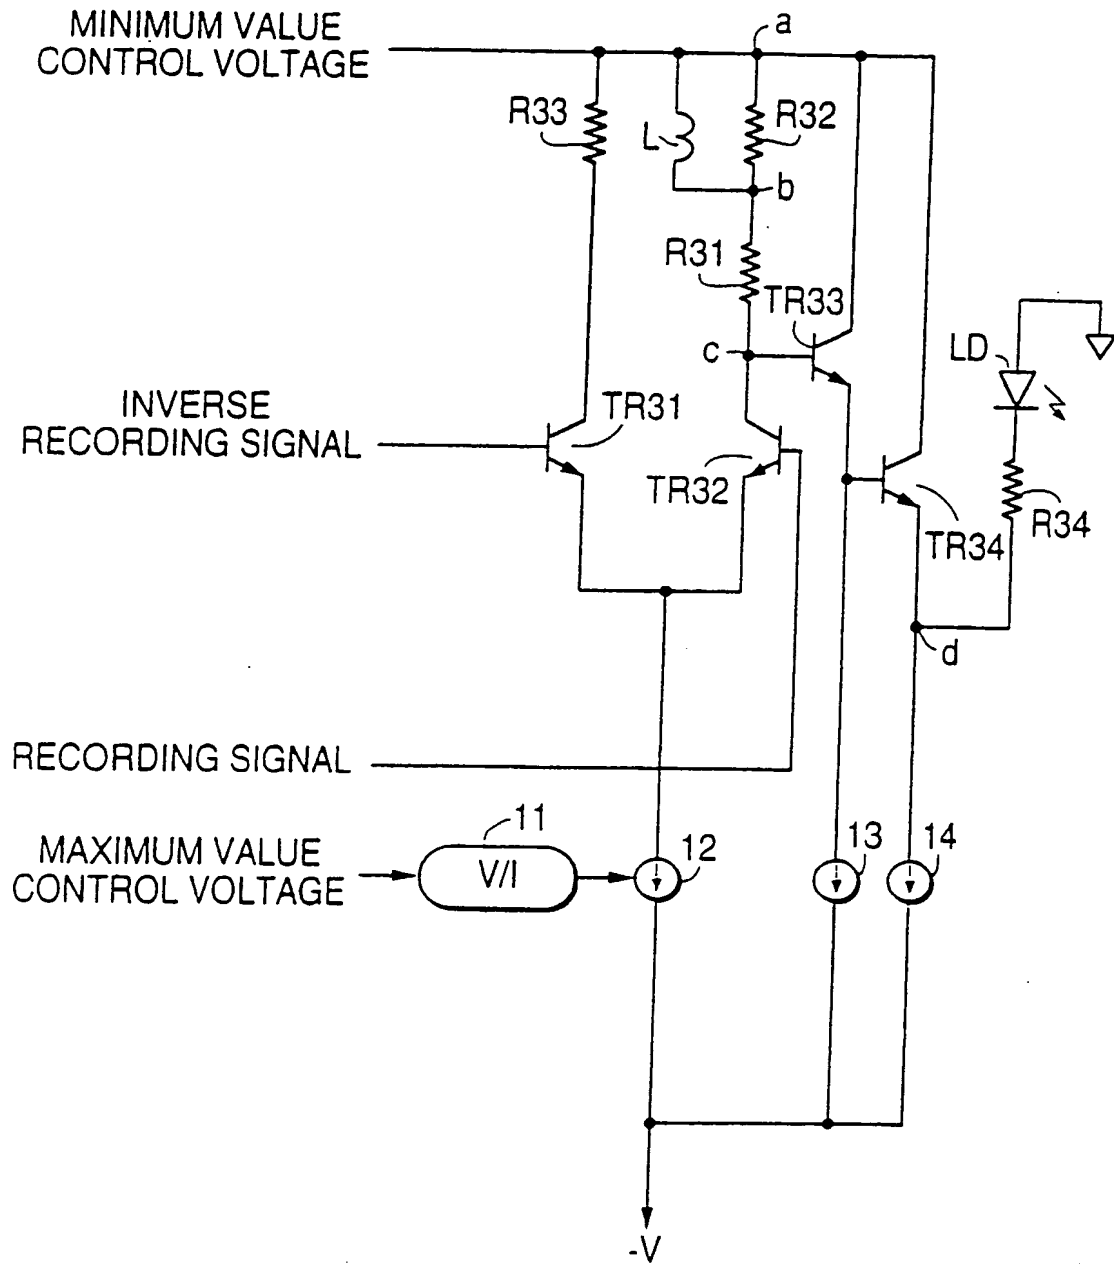 MINIMUM VALUE
CONTROL VOLTAGE
a
R33
L
R32
b
R31
TR33
c
LD
INVERSE
RECORDING SIGNAL
TR31
TR32
R34
TR34
d
RECORDING SIGNAL
11
MAXIMUM VALUE
CONTROL VOLTAGE
V/I
12
13
14
-V